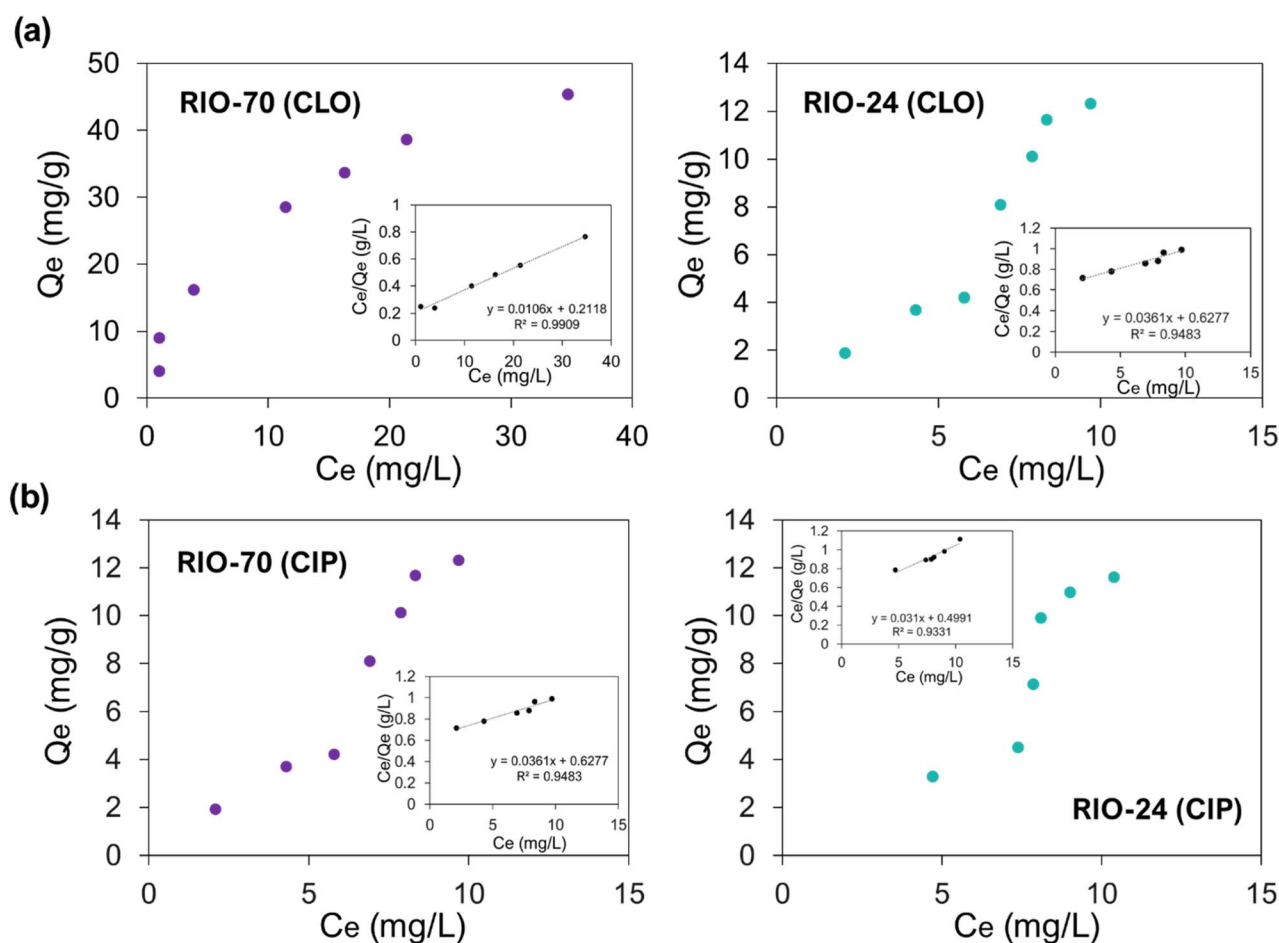 (a)
RIO-70 (CLO)
Qe (mg/g)
50
40
30
20
10
0
0 10 20 30 40
Ce (mg/L)
Ce/Qe (g/L)
1
0.8
0.6
0.4
0.2
0
y = 0.0106x + 0.2118
R² = 0.9909
0 10 20 30 40
Ce (mg/L)
RIO-24 (CLO)
Qe (mg/g)
14
12
10
8
6
4
2
0
0 5 10 15
Ce (mg/L)
Ce/Qe (g/L)
1.2
1
0.8
0.6
0.4
0.2
0
y = 0.0361x + 0.6277
R² = 0.9483
0 5 10 15
Ce (mg/L)
(b)
RIO-70 (CIP)
Qe (mg/g)
14
12
10
8
6
4
2
0
0 5 10 15
Ce (mg/L)
Ce/Qe (g/L)
1.2
1
0.8
0.6
0.4
0.2
0
y = 0.0361x + 0.6277
R² = 0.9483
0 5 10 15
Ce (mg/L)
Qe (mg/g)
14
12
10
8
6
4
2
0
0 5 10 15
Ce (mg/L)
Ce/Qe (g/L)
1.2
1
0.8
0.6
0.4
0.2
0
y = 0.031x + 0.4991
R² = 0.9331
0 5 10 15
Ce (mg/L)
RIO-24 (CIP)